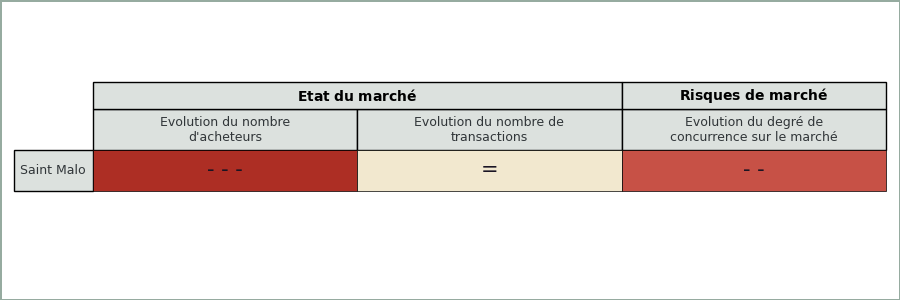 Etat du marché
Risques de marché
Evolution du nombre
d'acheteurs
Evolution du nombre de
transactions
Evolution du degré de
concurrence sur le marché
Saint Malo
- - -
=
- -